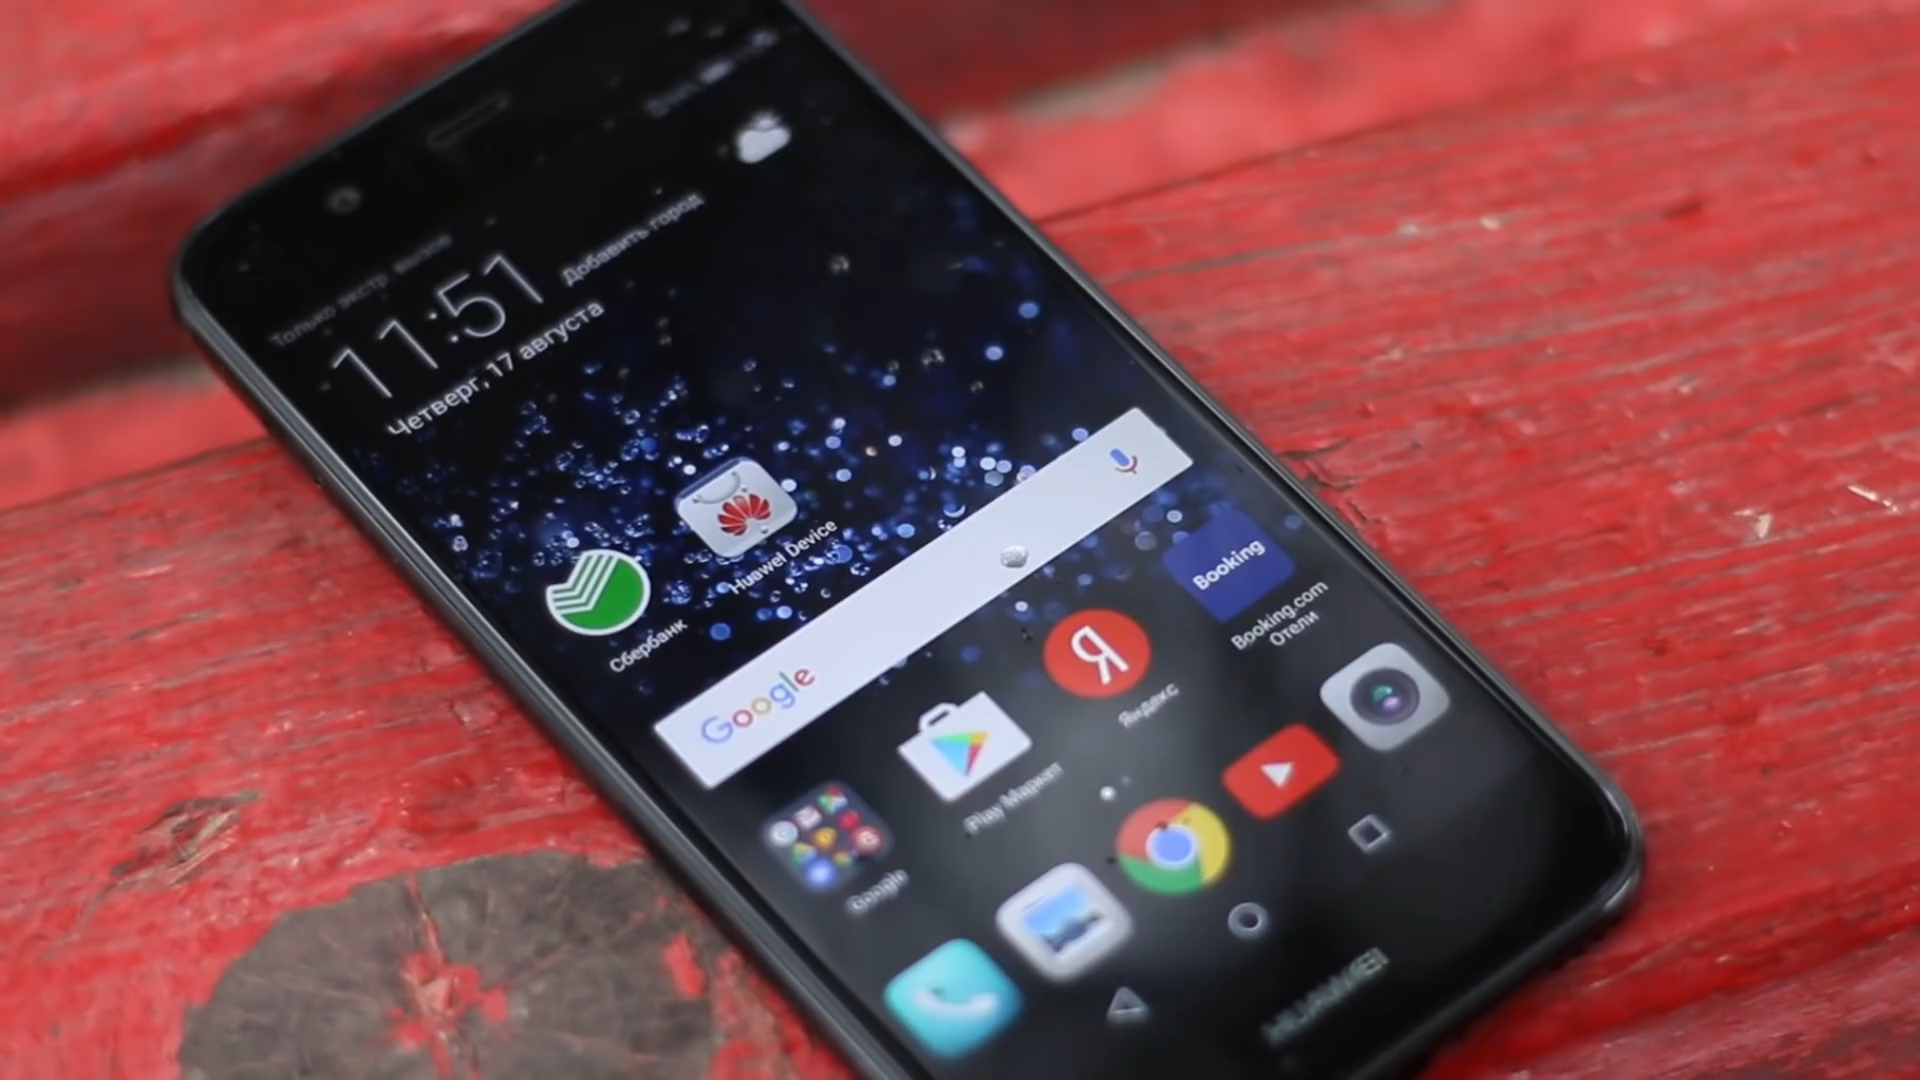 Только экстр. вызов
11:51
Добавить город
Четверг, 17 августа
Huawei Device
Сбербанк
Google
Booking
Booking.com
Отели
Я
Яндекс
Play Маркет
Google
HUAWEI